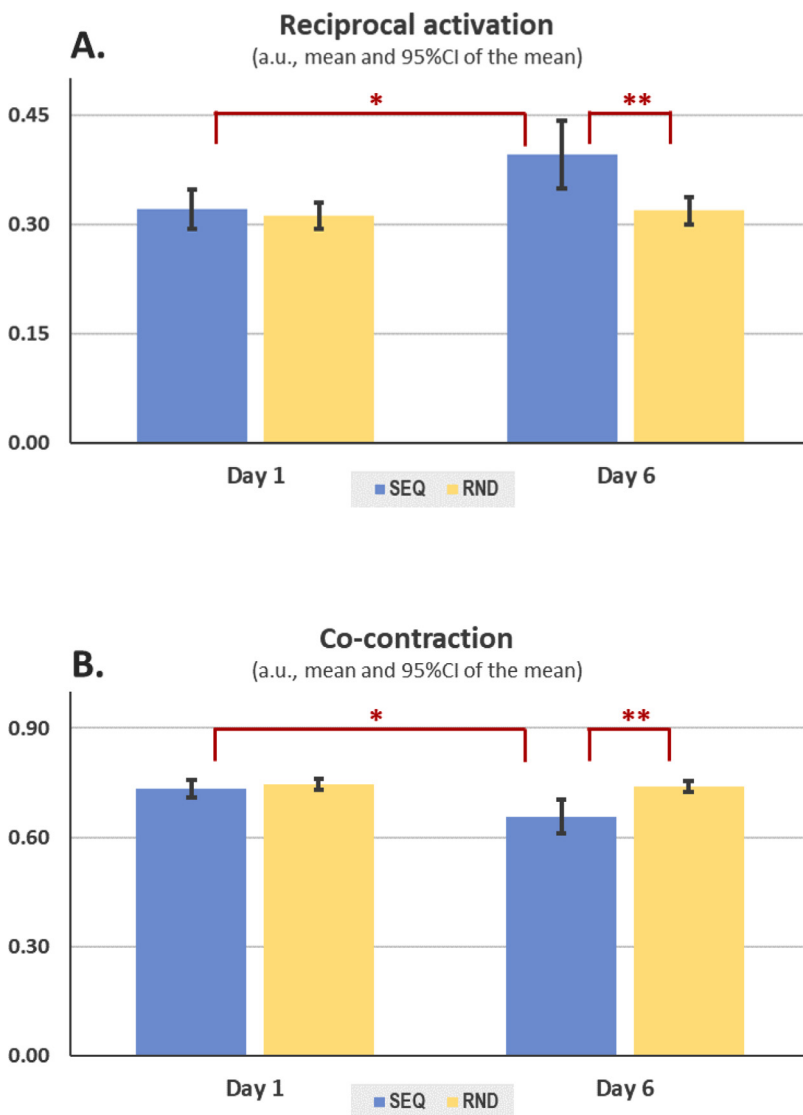 A.
Reciprocal activation
(a.u., mean and 95%CI of the mean)
* **
0.45
0.30
0.15
0.00
Day 1 Day 6
SEQ RND
B.
Co-contraction
(a.u., mean and 95%CI of the mean)
* **
0.90
0.60
0.30
0.00
Day 1 Day 6
SEQ RND